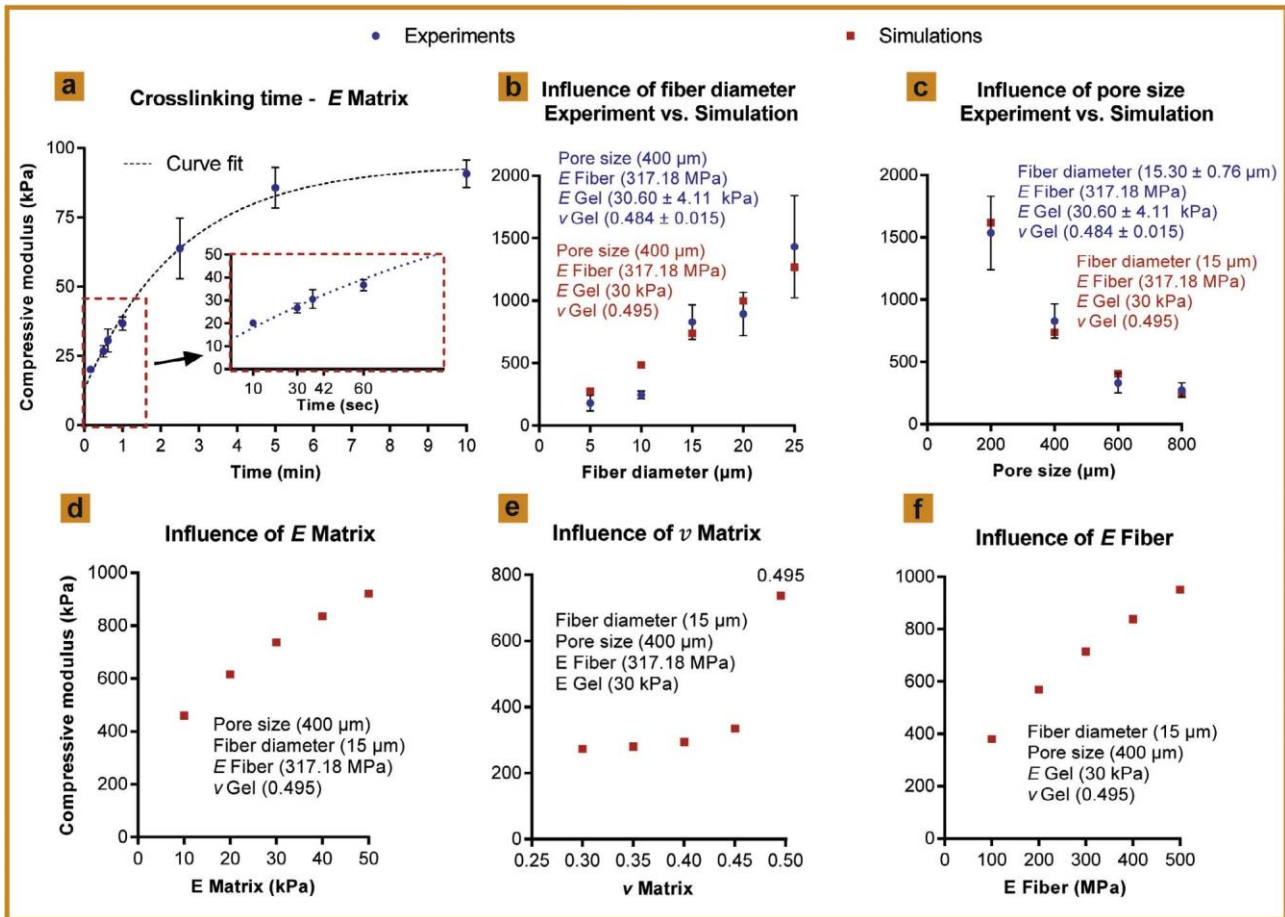 Experiments
Simulations
a
Crosslinking time - E Matrix
Compressive modulus (kPa)
100
75
50
25
0
Curve fit
50
40
30
20
10
0
10 30 42 60
Time (sec)
0 1 2 3 4 5 6 7 8 9 10
Time (min)
b
Influence of fiber diameter
Experiment vs. Simulation
Pore size (400 µm)
E Fiber (317.18 MPa)
E Gel (30.60 ± 4.11 kPa)
v Gel (0.484 ± 0.015)
Pore size (400 µm)
E Fiber (317.18 MPa)
E Gel (30 kPa)
v Gel (0.495)
2000
1500
1000
500
0
0 5 10 15 20 25
Fiber diameter (µm)
c
Influence of pore size
Experiment vs. Simulation
Fiber diameter (15.30 ± 0.76 µm)
E Fiber (317.18 MPa)
E Gel (30.60 ± 4.11 kPa)
v Gel (0.484 ± 0.015)
Fiber diameter (15 µm)
E Fiber (317.18 MPa)
E Gel (30 kPa)
v Gel (0.495)
2000
1500
1000
500
0
0 200 400 600 800
Pore size (µm)
d
Influence of E Matrix
Compressive modulus (kPa)
1000
800
600
400
200
0
Pore size (400 µm)
Fiber diameter (15 µm)
E Fiber (317.18 MPa)
v Gel (0.495)
0 10 20 30 40 50
E Matrix (kPa)
e
Influence of ν Matrix
0.495
800
600
400
200
0
Fiber diameter (15 µm)
Pore size (400 µm)
E Fiber (317.18 MPa)
E Gel (30 kPa)
0.25 0.30 0.35 0.40 0.45 0.50
v Matrix
f
Influence of E Fiber
1000
800
600
400
200
0
Fiber diameter (15 µm)
Pore size (400 µm)
E Gel (30 kPa)
v Gel (0.495)
0 100 200 300 400 500
E Fiber (MPa)